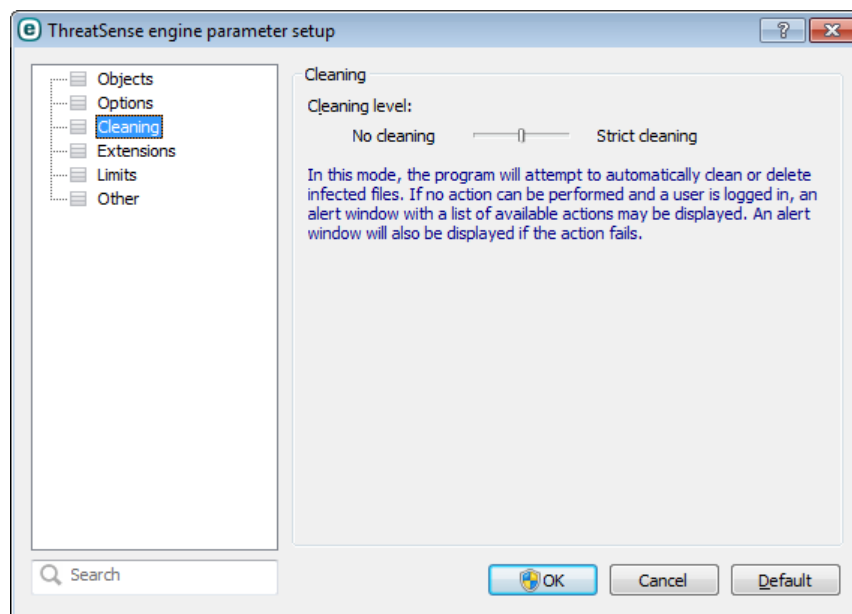 ThreatSense engine parameter setup
Objects
Options
Cleaning
Extensions
Limits
Other
Search
Cleaning
Cleaning level:
No cleaning
Strict cleaning
In this mode, the program will attempt to automatically clean or delete
infected files. If no action can be performed and a user is logged in, an
alert window with a list of available actions may be displayed. An alert
window will also be displayed if the action fails.
OK
Cancel
Default